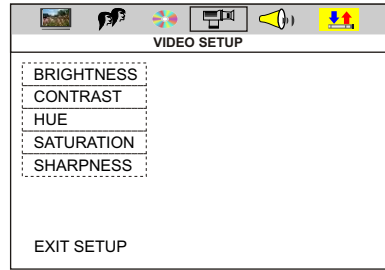 VIDEO SETUP
BRIGHTNESS
CONTRAST
HUE
SATURATION
SHARPNESS
EXIT SETUP